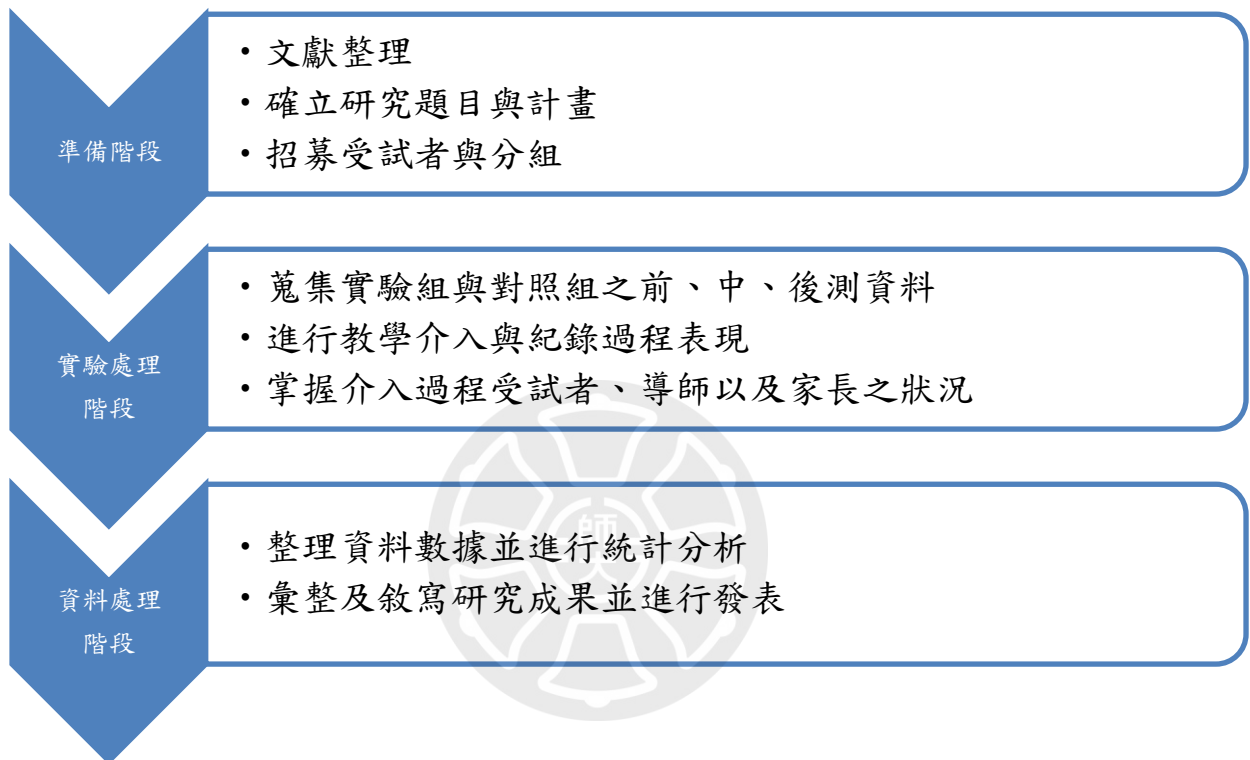 準備階段
• 文獻整理
• 確立研究題目與計畫
• 招募受試者與分組
實驗處理
階段
• 蒐集實驗組與對照組之前、中、後測資料
• 進行教學介入與紀錄過程表現
• 掌握介入過程受試者、導師以及家長之狀況
資料處理
階段
• 整理資料數據並進行統計分析
• 彙整及敘寫研究成果並進行發表
師大